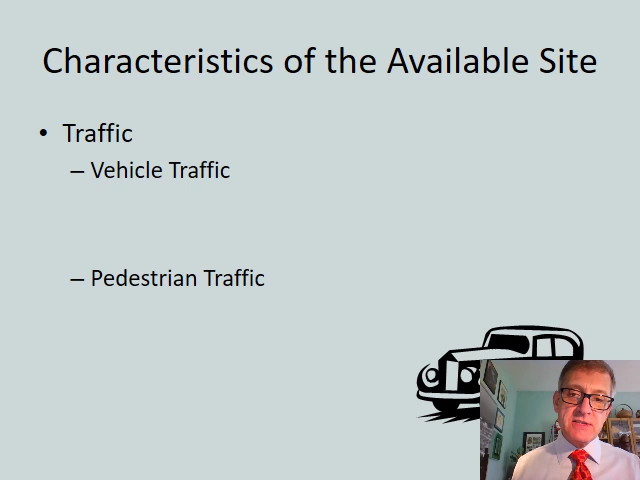 Characteristics of the Available Site
• Traffic
– Vehicle Traffic
– Pedestrian Traffic